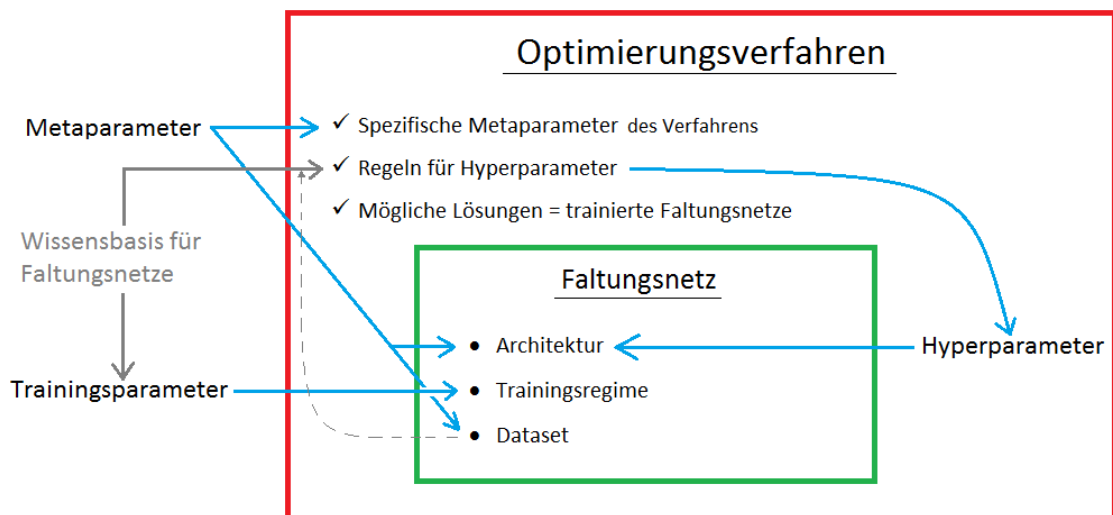 Optimierungsverfahren
Metaparameter
✓ Spezifische Metaparameter des Verfahrens
✓ Regeln für Hyperparameter
✓ Mögliche Lösungen = trainierte Faltungsnetze
Wissensbasis für
Faltungsnetze
Faltungsnetz
• Architektur
Hyperparameter
Trainingsparameter
• Trainingsregime
• Dataset